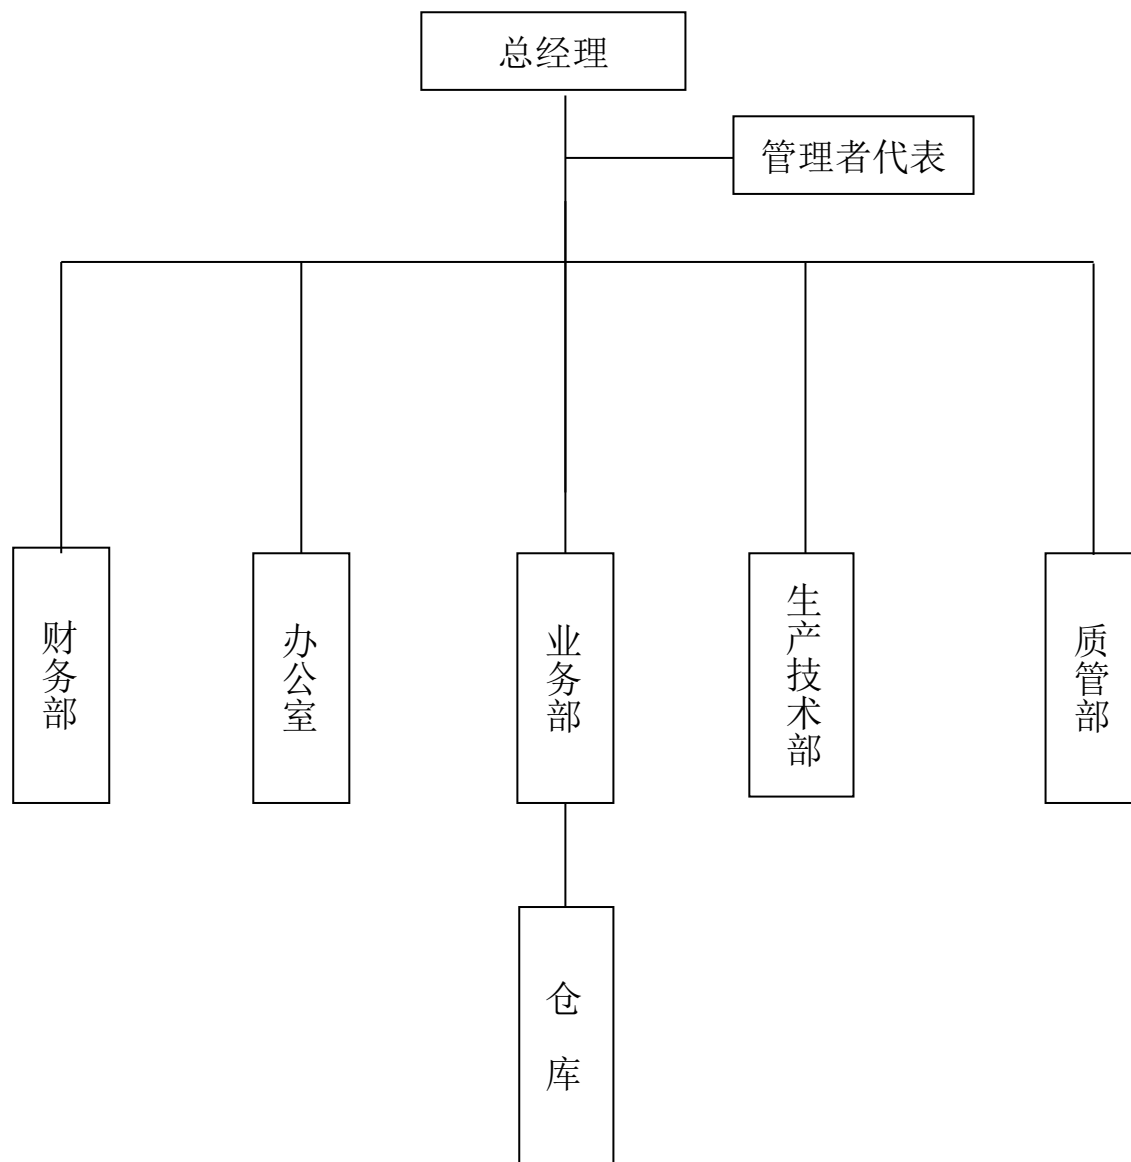 总经理
管理者代表
财务部
办公室
业务部
生产技术部
质管部
仓库